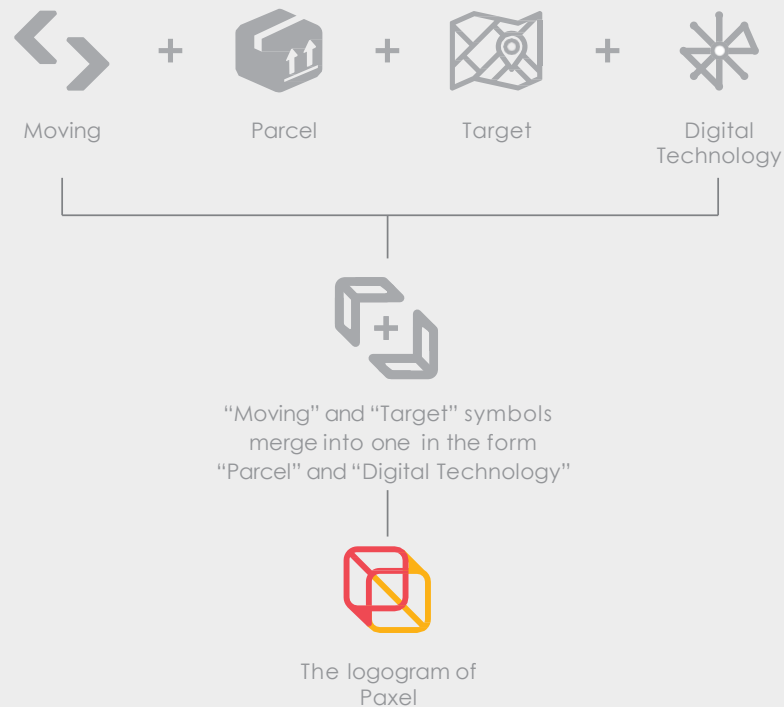 Moving
Parcel
Target
Digital
Technology
“Moving” and “Target” symbols
merge into one in the form
“Parcel” and “Digital Technology”
The logogram of
Paxel